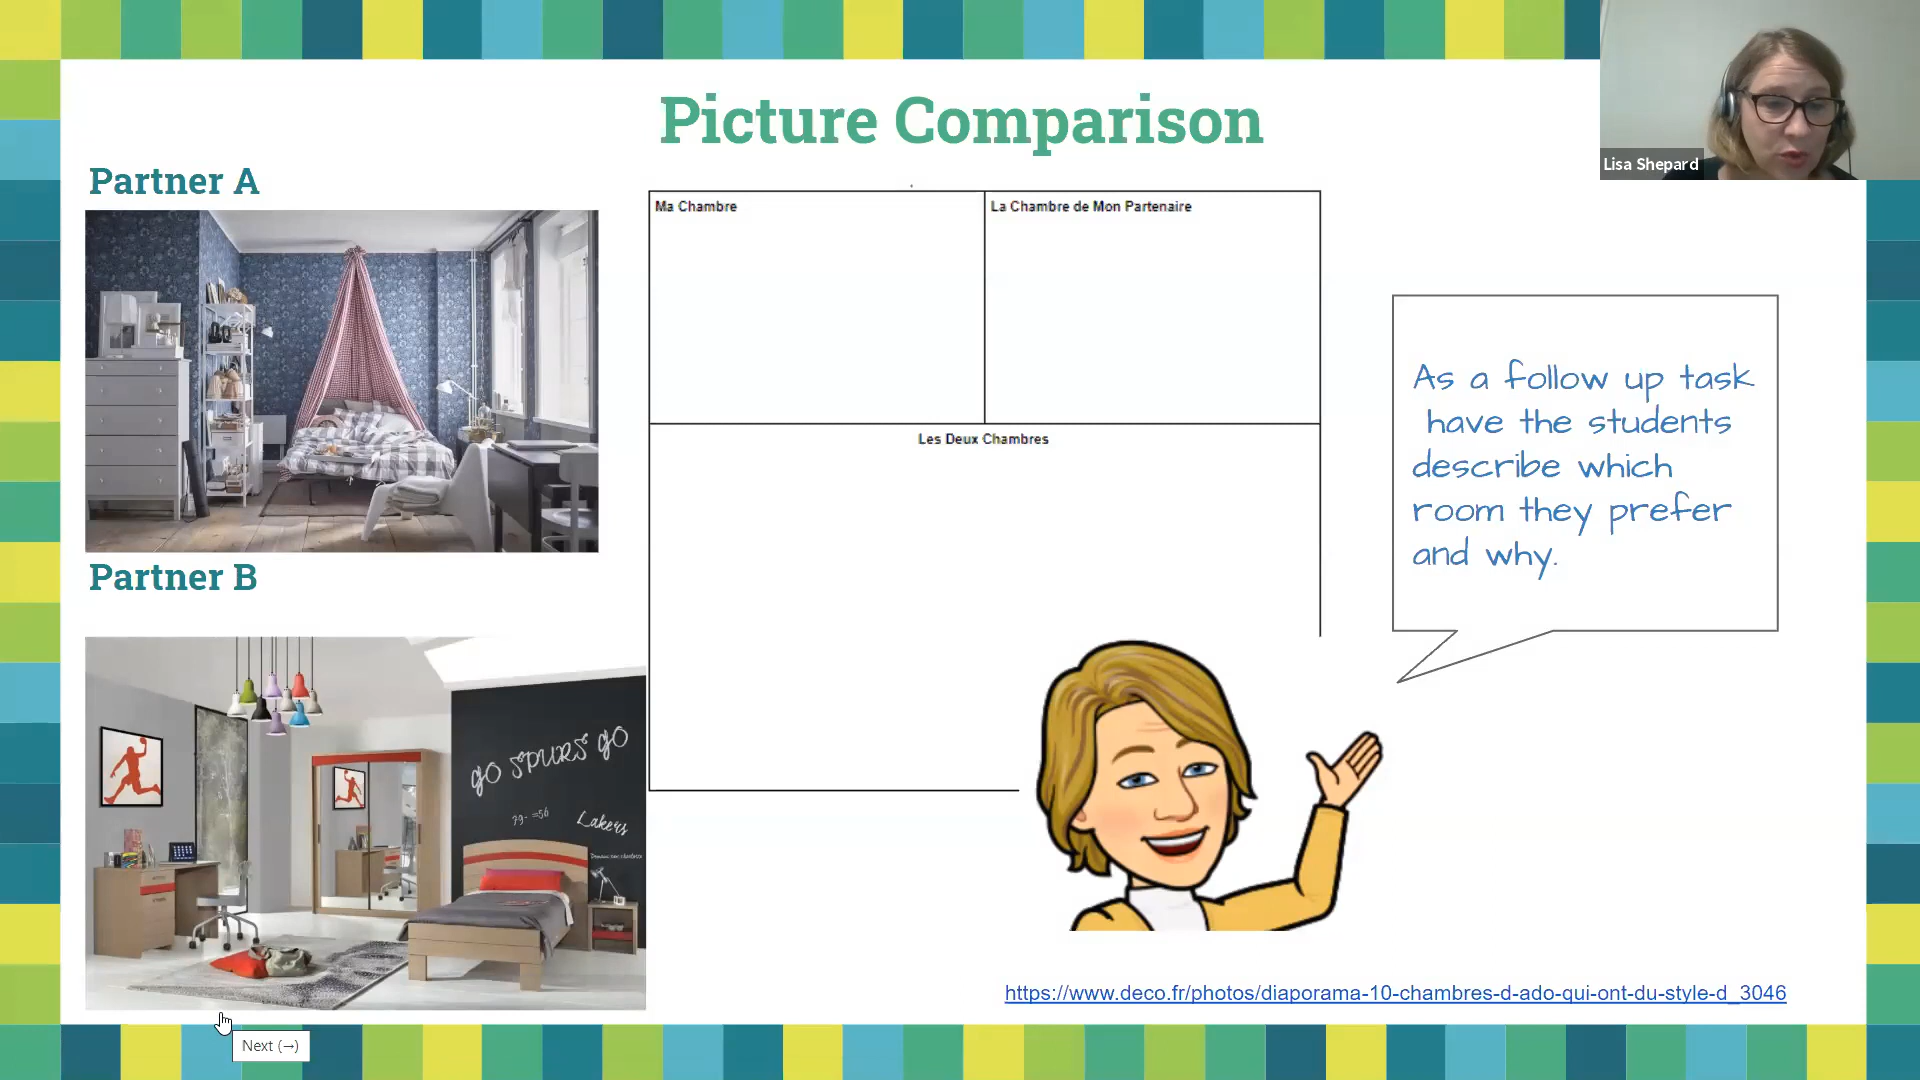 Picture Comparison
Lisa Shepard
Partner A
Ma Chambre
La Chambre de Mon Partenaire
Les Deux Chambres
As a follow up task
have the students
describe which
room they prefer
and why.
Partner B
go SPURS go
Lakers
https://www.deco.fr/photos/diaporama-10-chambres-d-ado-qui-ont-du-style-d_3046
Next (→)